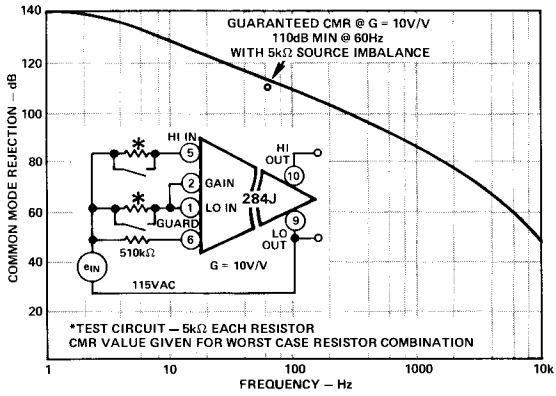 140
120
100
80
60
40
20
COMMON MODE REJECTION – dB
GUARANTEED CMR @ G = 10V/V
110dB MIN @ 60Hz
WITH 5kΩ SOURCE IMBALANCE
*
HI IN
5
2
GAIN
*
1
LO IN
GUARD
6
510kΩ
eIN
115VAC
284J
G = 10V/V
HI
OUT
10
9
LO
OUT
*TEST CIRCUIT – 5kΩ EACH RESISTOR
CMR VALUE GIVEN FOR WORST CASE RESISTOR COMBINATION
1
10
100
1000
10k
FREQUENCY – Hz